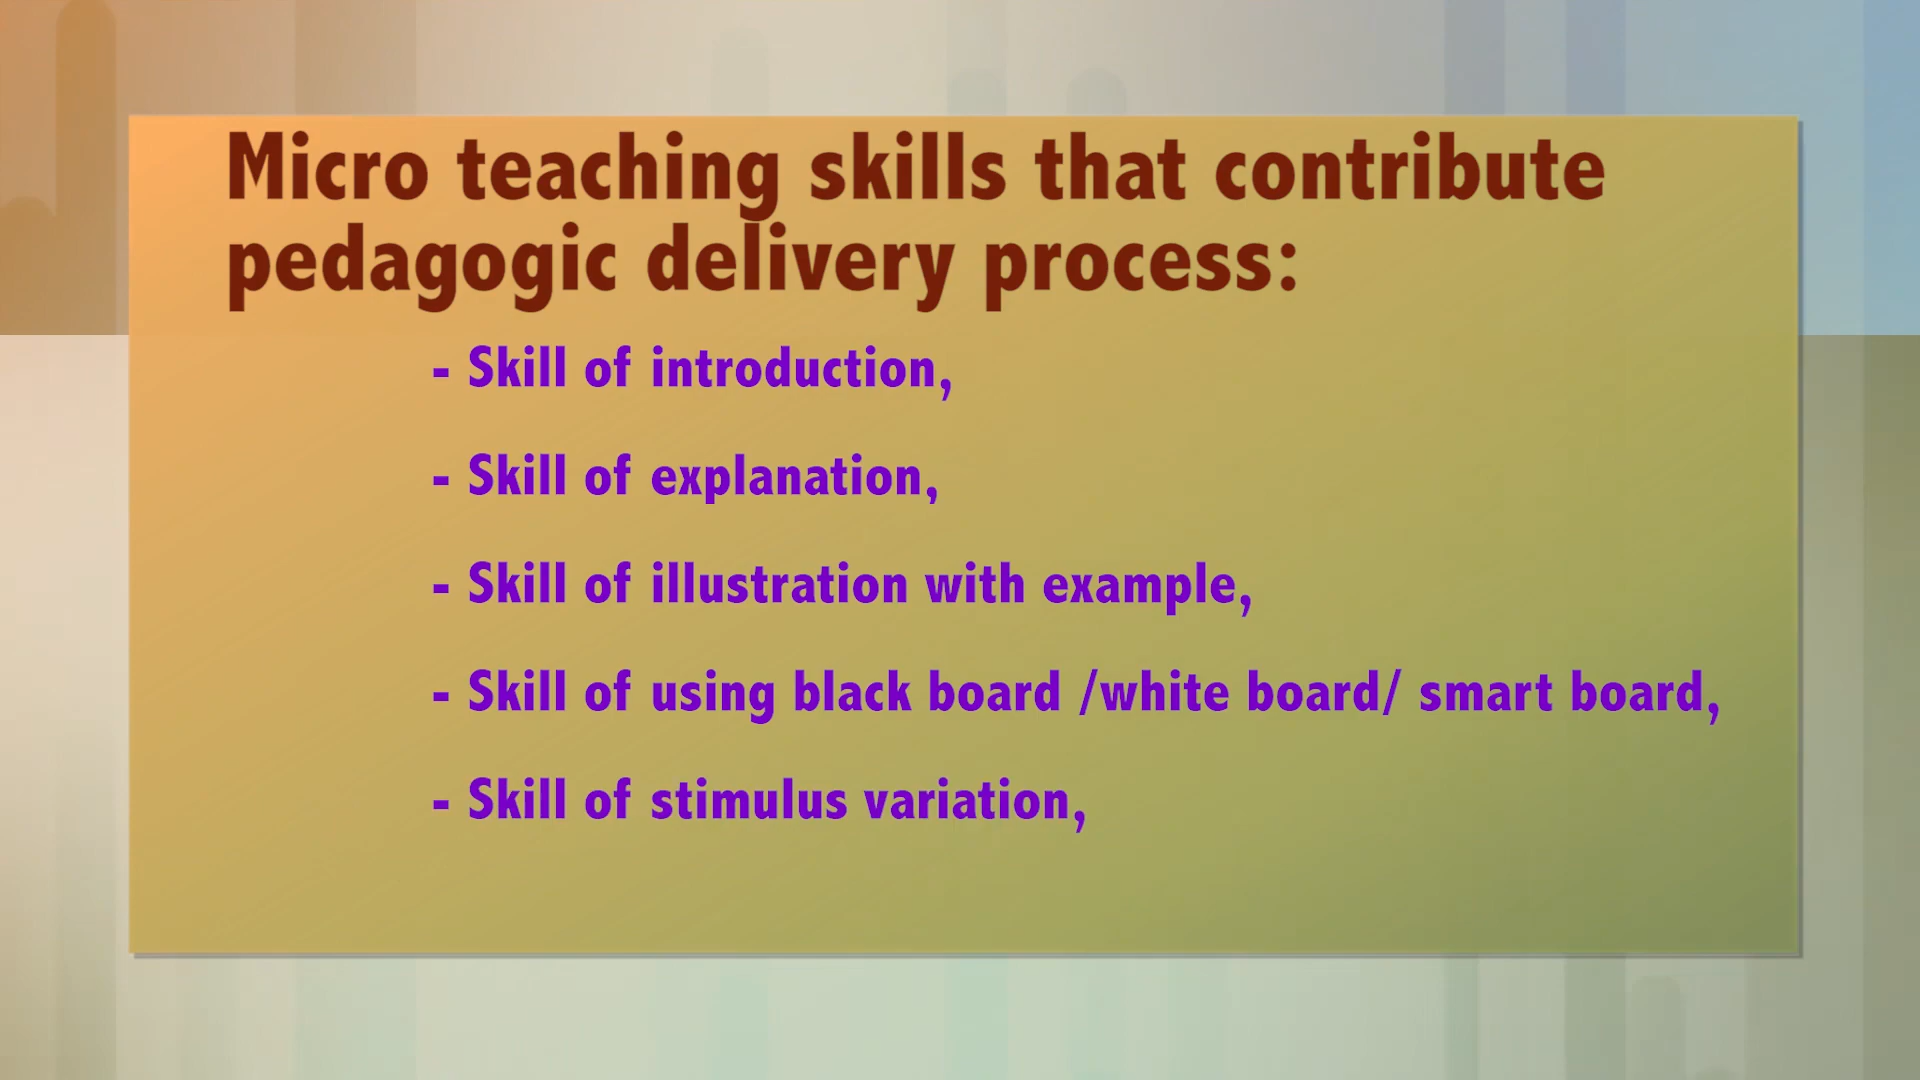 Micro teaching skills that contribute
pedagogic delivery process:
- Skill of introduction,
- Skill of explanation,
- Skill of illustration with example,
- Skill of using black board /white board/ smart board,
- Skill of stimulus variation,